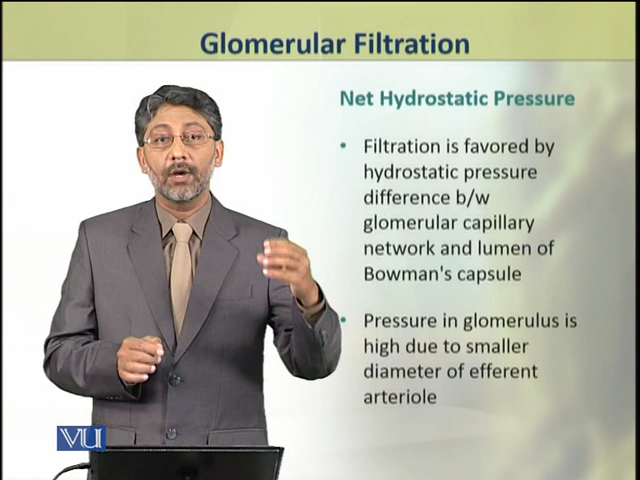 Glomerular Filtration
Net Hydrostatic Pressure
• Filtration is favored by
hydrostatic pressure
difference b/w
glomerular capillary
network and lumen of
Bowman's capsule
• Pressure in glomerulus is
high due to smaller
diameter of efferent
arteriole
VU